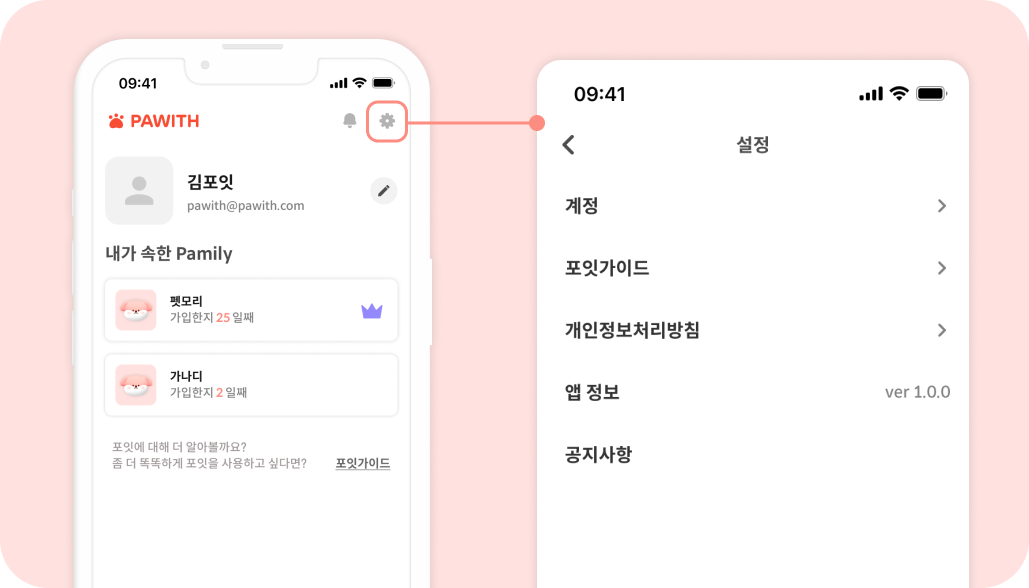 09:41
PAWITH
김포잇
pawith@pawith.com
내가 속한 Pamily
펫모리
가입한지 25 일째
가나디
가입한지 2 일째
포잇에 대해 더 알아볼까요?
좀 더 똑똑하게 포잇을 사용하고 싶다면?
포잇가이드
09:41
설정
계정
포잇가이드
개인정보처리방침
앱 정보
ver 1.0.0
공지사항